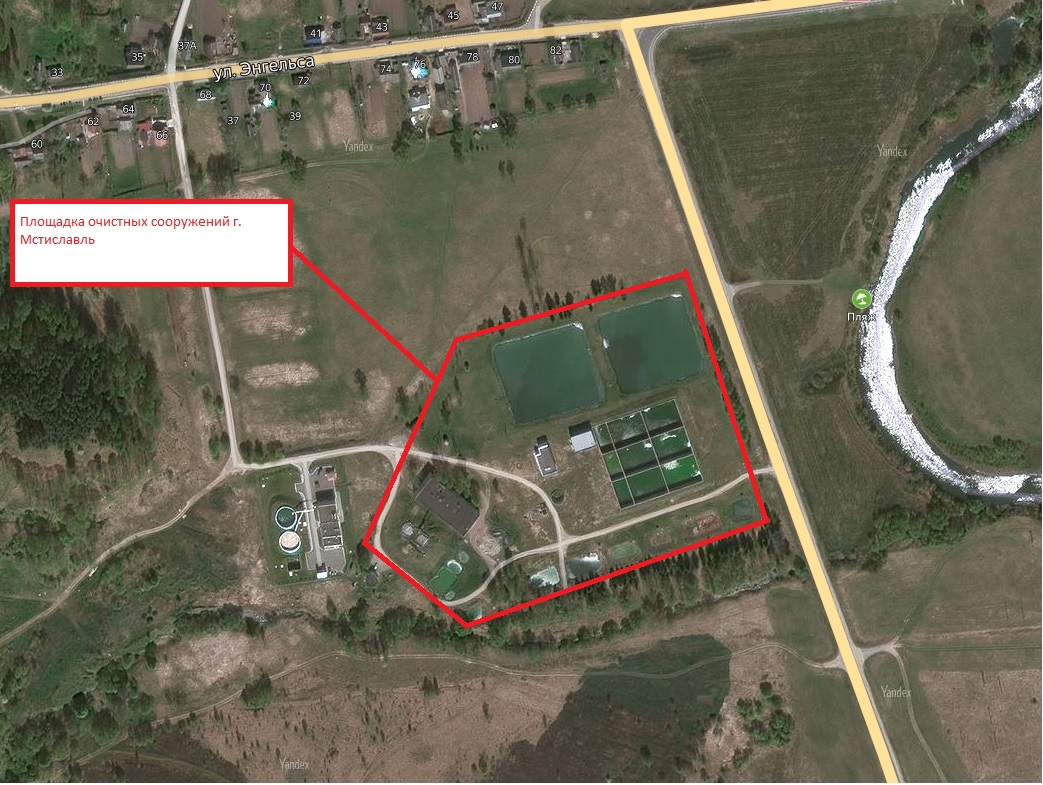 45
47
41
43
37А
35
33
ул. Энгельса
74
76
78
80
82
72
70
68
64
62
66
60
37
39
Yandex
Yandex
Площадка очистных сооружений г.
Мстиславль
Пляж
Yandex
Yandex